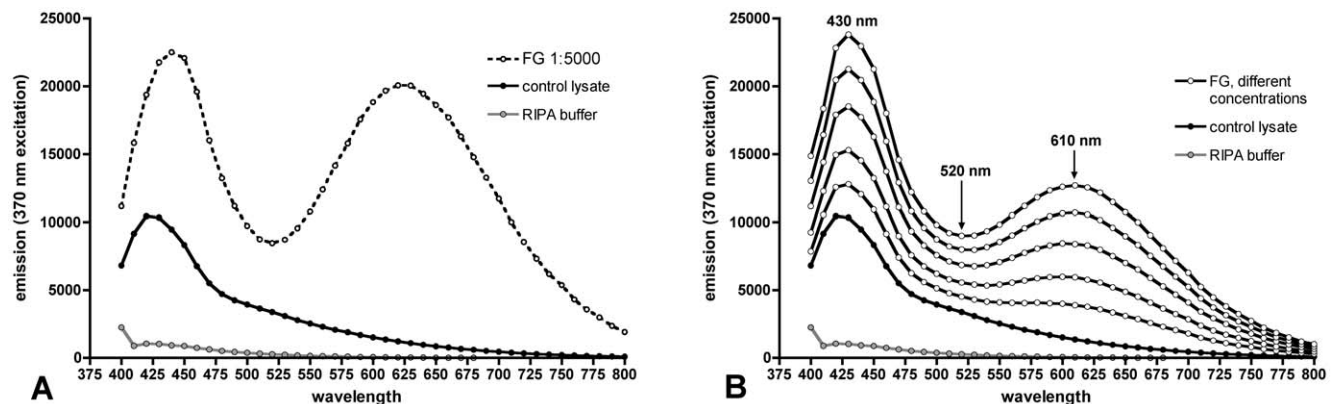 25000
20000
15000
10000
5000
0
emission (370 nm excitation)
375 400 425 450 475 500 525 550 575 600 625 650 675 700 725 750 775 800
wavelength
FG 1:5000
control lysate
RIPA buffer
A
25000
20000
15000
10000
5000
0
emission (370 nm excitation)
375 400 425 450 475 500 525 550 575 600 625 650 675 700 725 750 775 800
wavelength
430 nm
520 nm
610 nm
FG, different
concentrations
control lysate
RIPA buffer
B